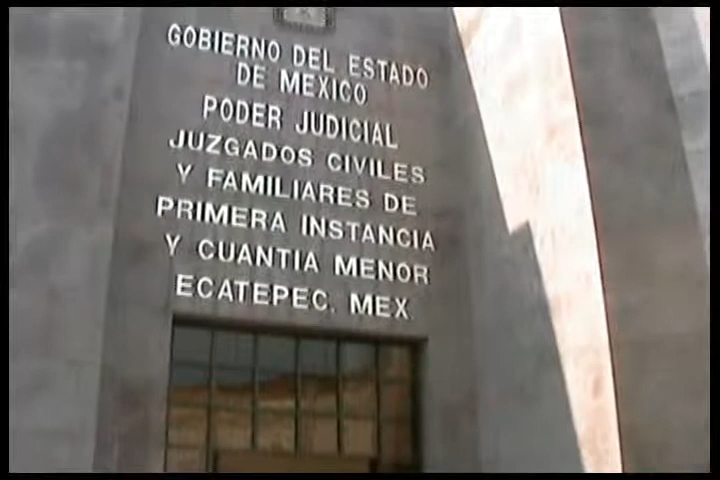 GOBIERNO DEL ESTADO
DE MEXICO
PODER JUDICIAL
JUZGADOS CIVILES
Y FAMILIARES DE
PRIMERA INSTANCIA
Y CUANTIA MENOR
ECATEPEC, MEX.